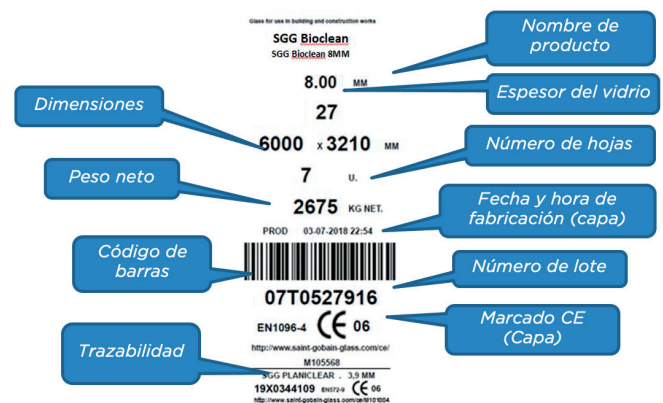 Glass for use in building and construction works
SGG Bioclean
SGG Bioclean 8MM
Nombre de
producto
8.00 MM
Espesor del vidrio
27
Dimensiones
6000 x 3210 MM
Número de hojas
7 U.
Peso neto
2675 KG NET.
Fecha y hora de
fabricación (capa)
PROD 03-07-2018 22:54
Código de
barras
Número de lote
07T0527916
EN1096-4 CE 06
Marcado CE
(Capa)
http://www.saint-gobain-glass.com/ce/
M105568
Trazabilidad
SGG PLANICLEAR . 3,9 MM
19X0344109 EN572-9 CE 06
http://www.saint-gobain-glass.com/ce/M101004